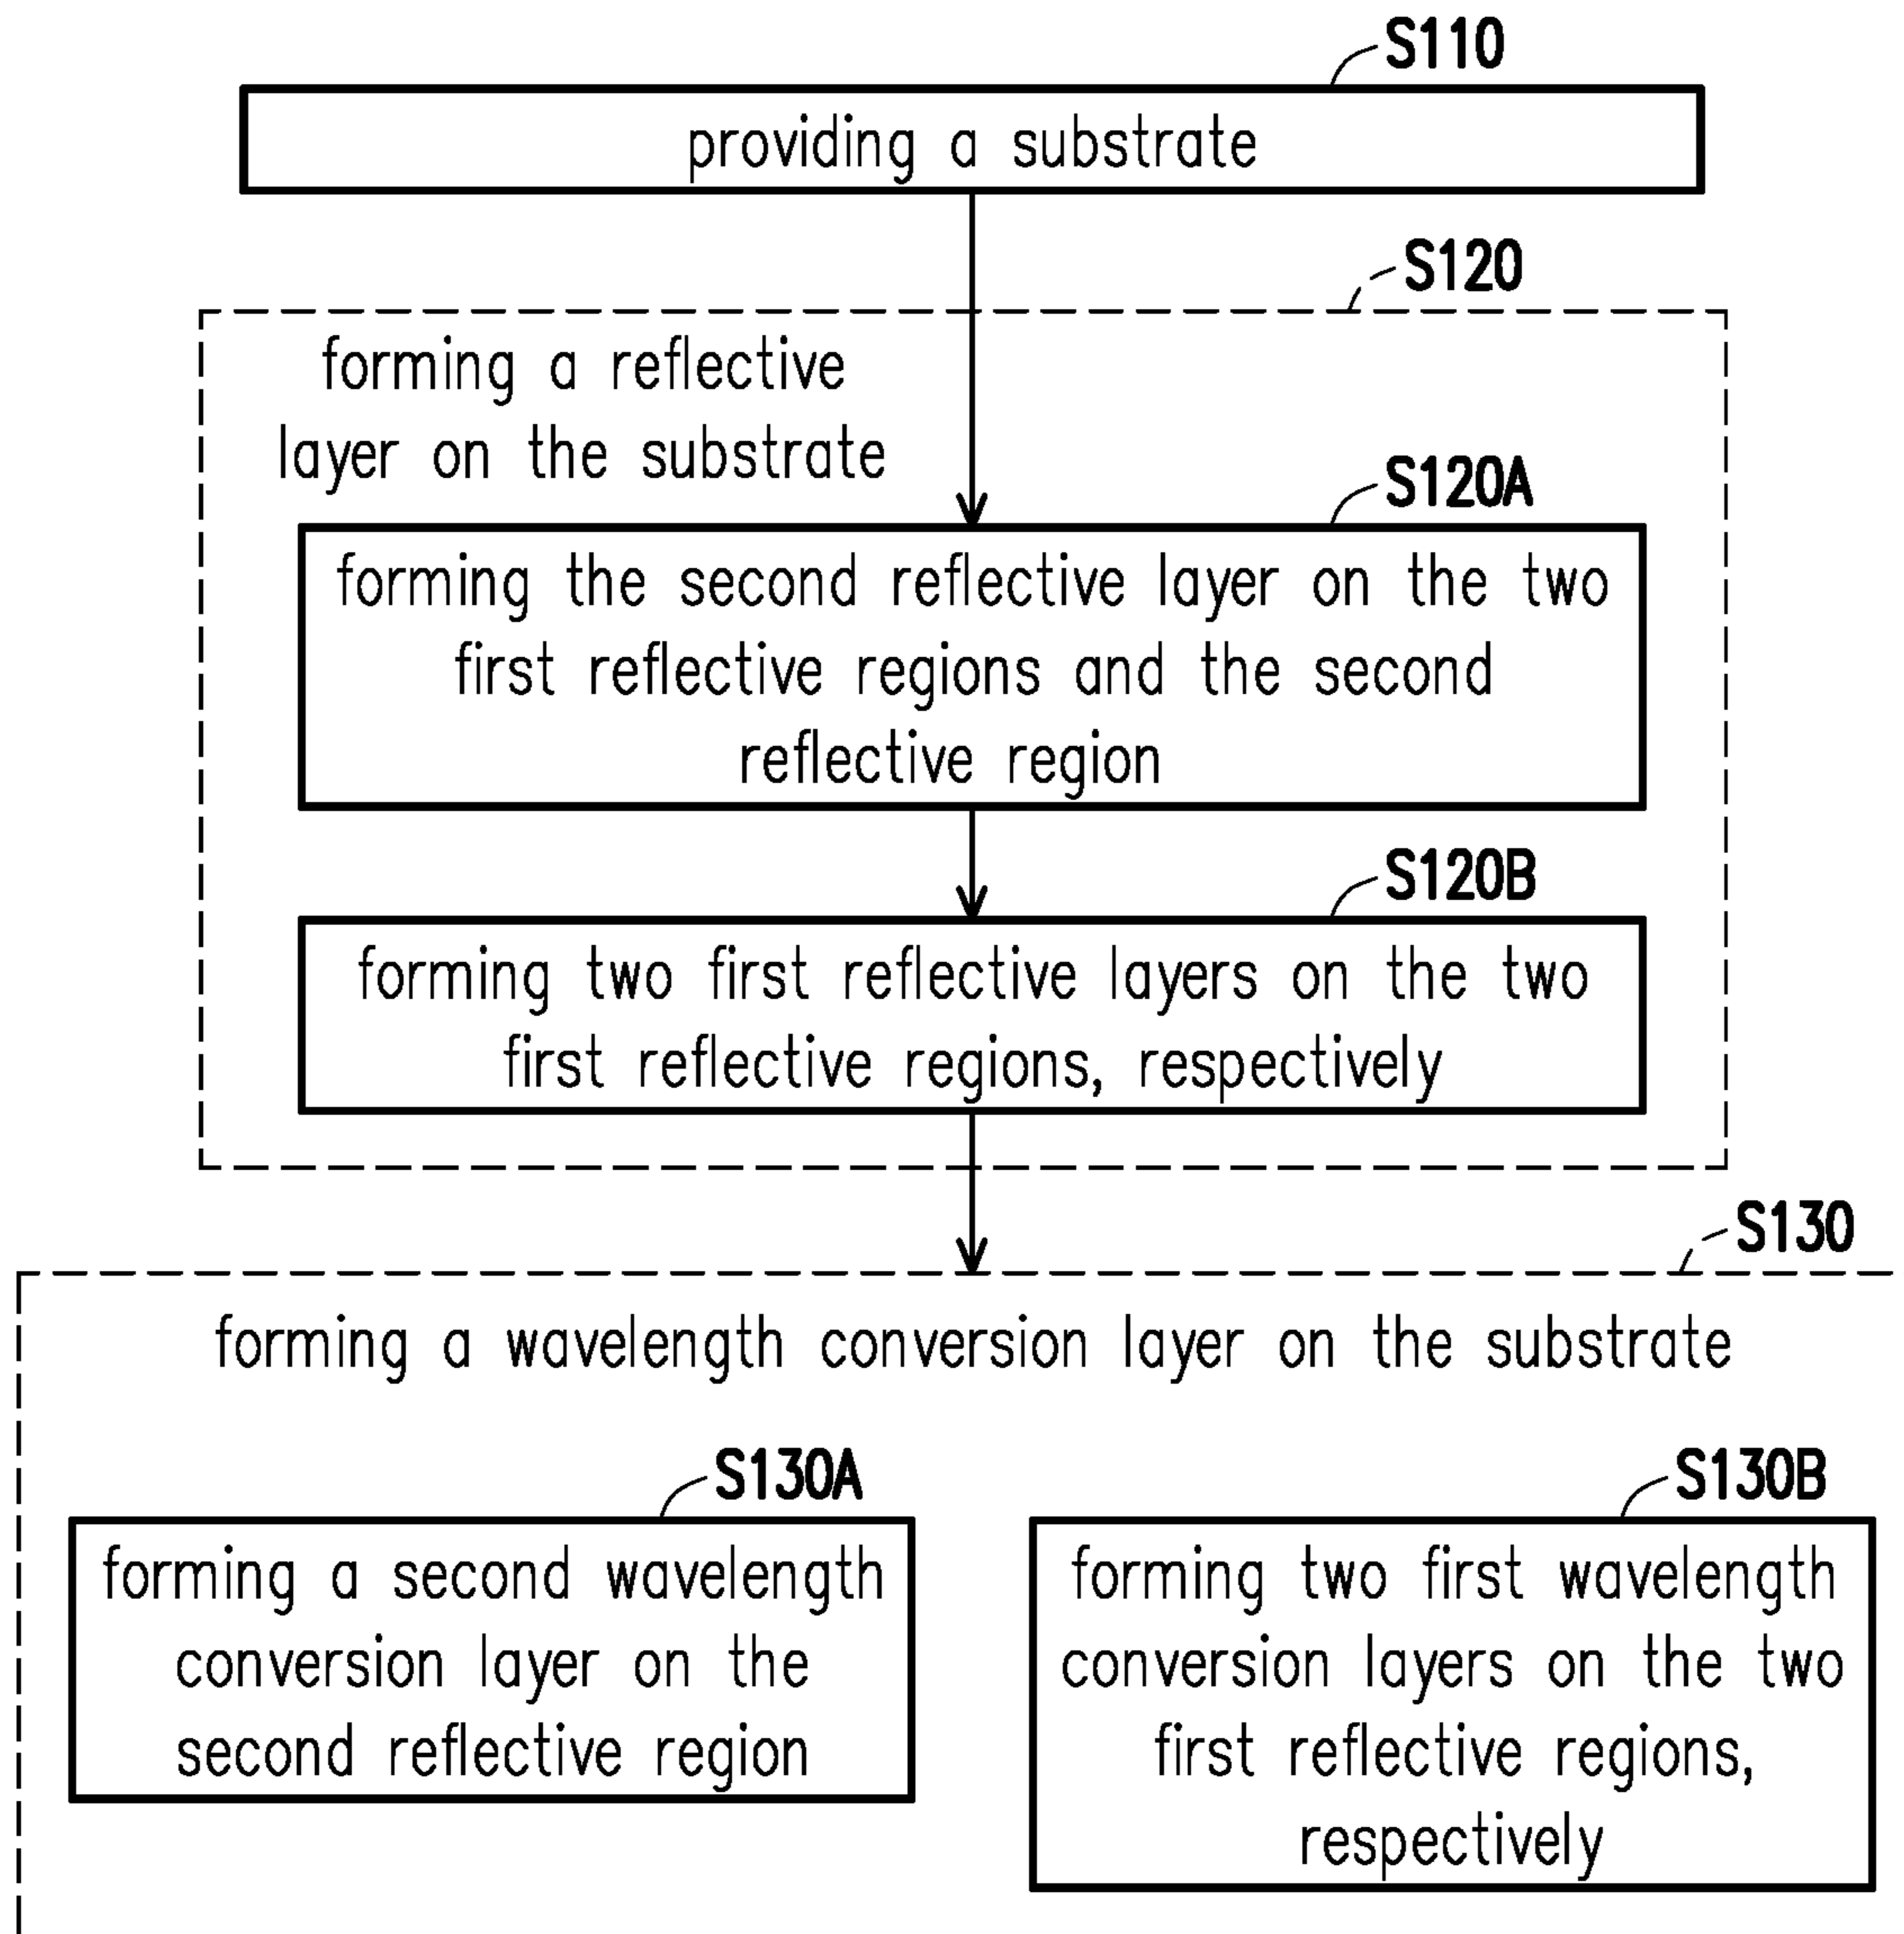 S110
providing a substrate
S120
forming a reflective
layer on the substrate
S120A
forming the second reflective layer on the two
first reflective regions and the second
reflective region
S120B
forming two first reflective layers on the two
first reflective regions, respectively
S130
forming a wavelength conversion layer on the substrate
S130A
forming a second wavelength
conversion layer on the
second reflective region
S130B
forming two first wavelength
conversion layers on the two
first reflective regions,
respectively